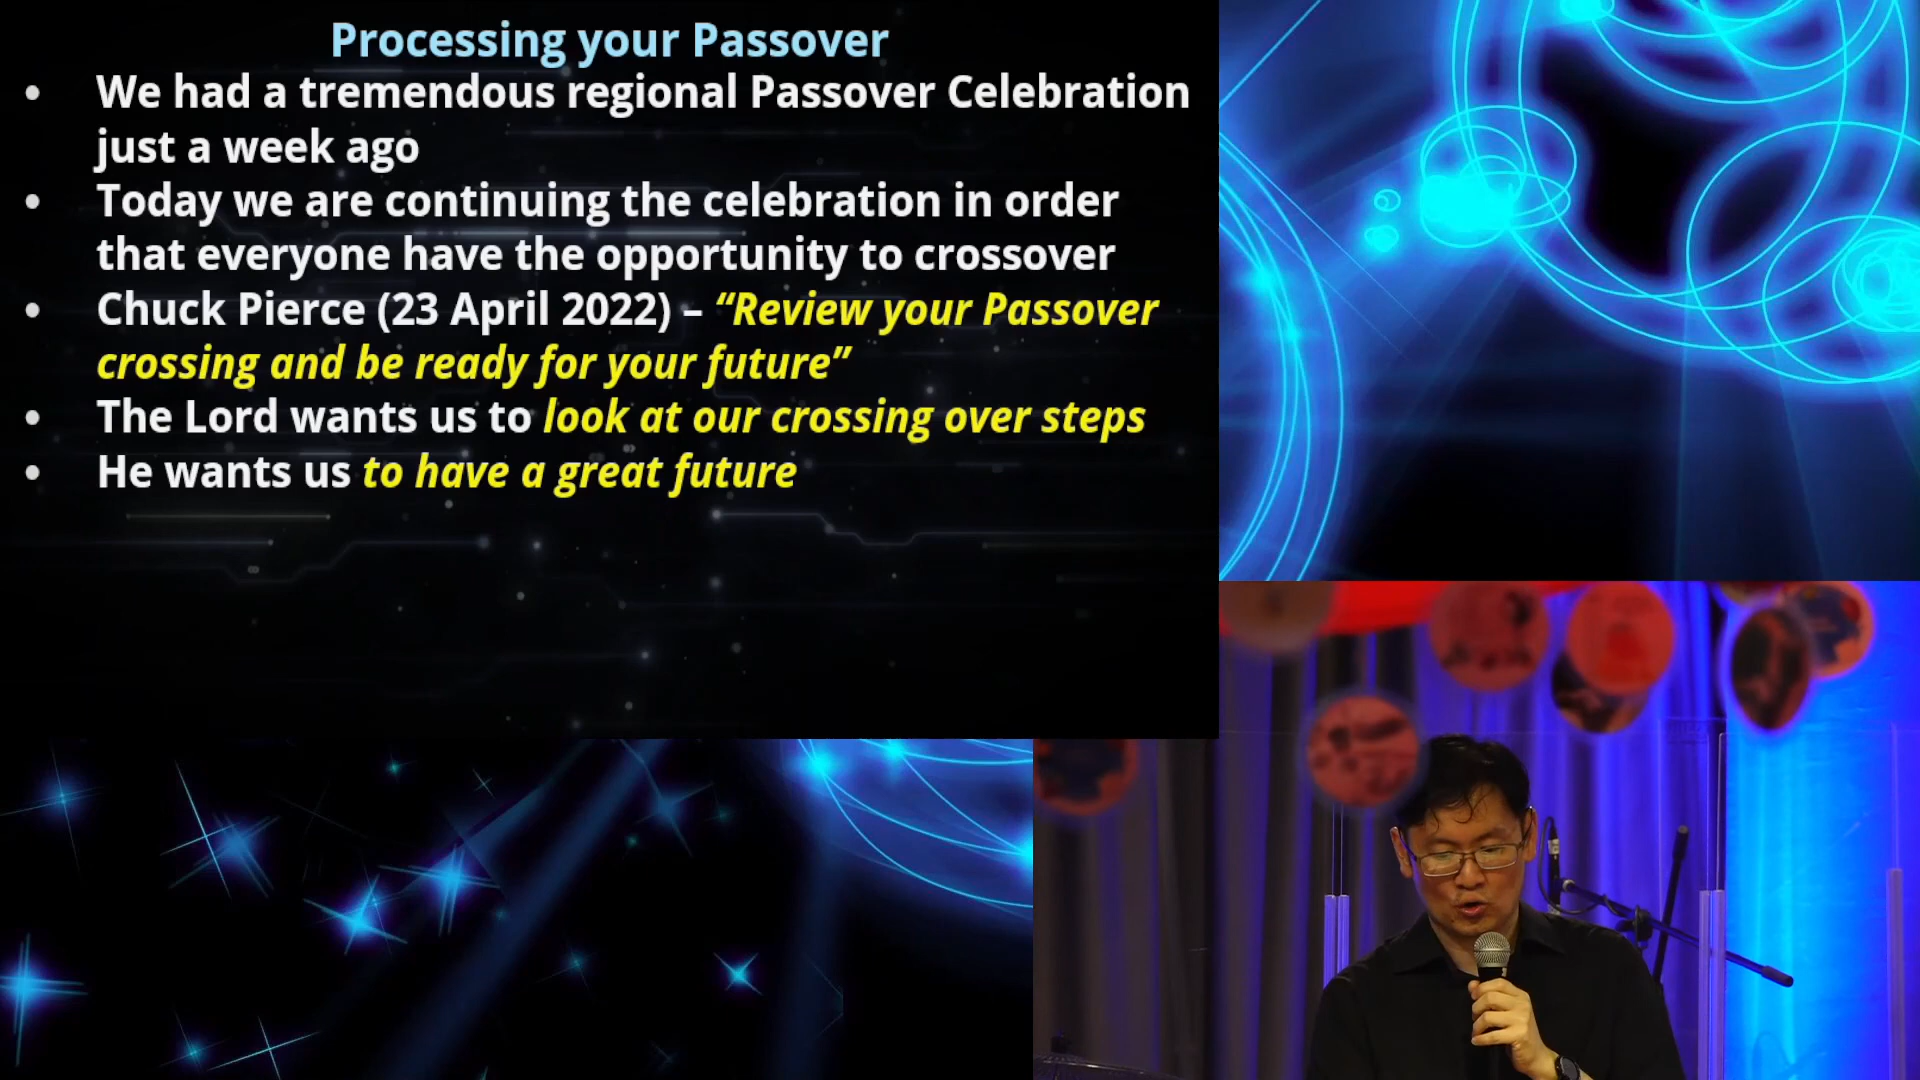 Processing your Passover
• We had a tremendous regional Passover Celebration
just a week ago
• Today we are continuing the celebration in order
that everyone have the opportunity to crossover
• Chuck Pierce (23 April 2022) – “Review your Passover
crossing and be ready for your future”
• The Lord wants us to look at our crossing over steps
• He wants us to have a great future